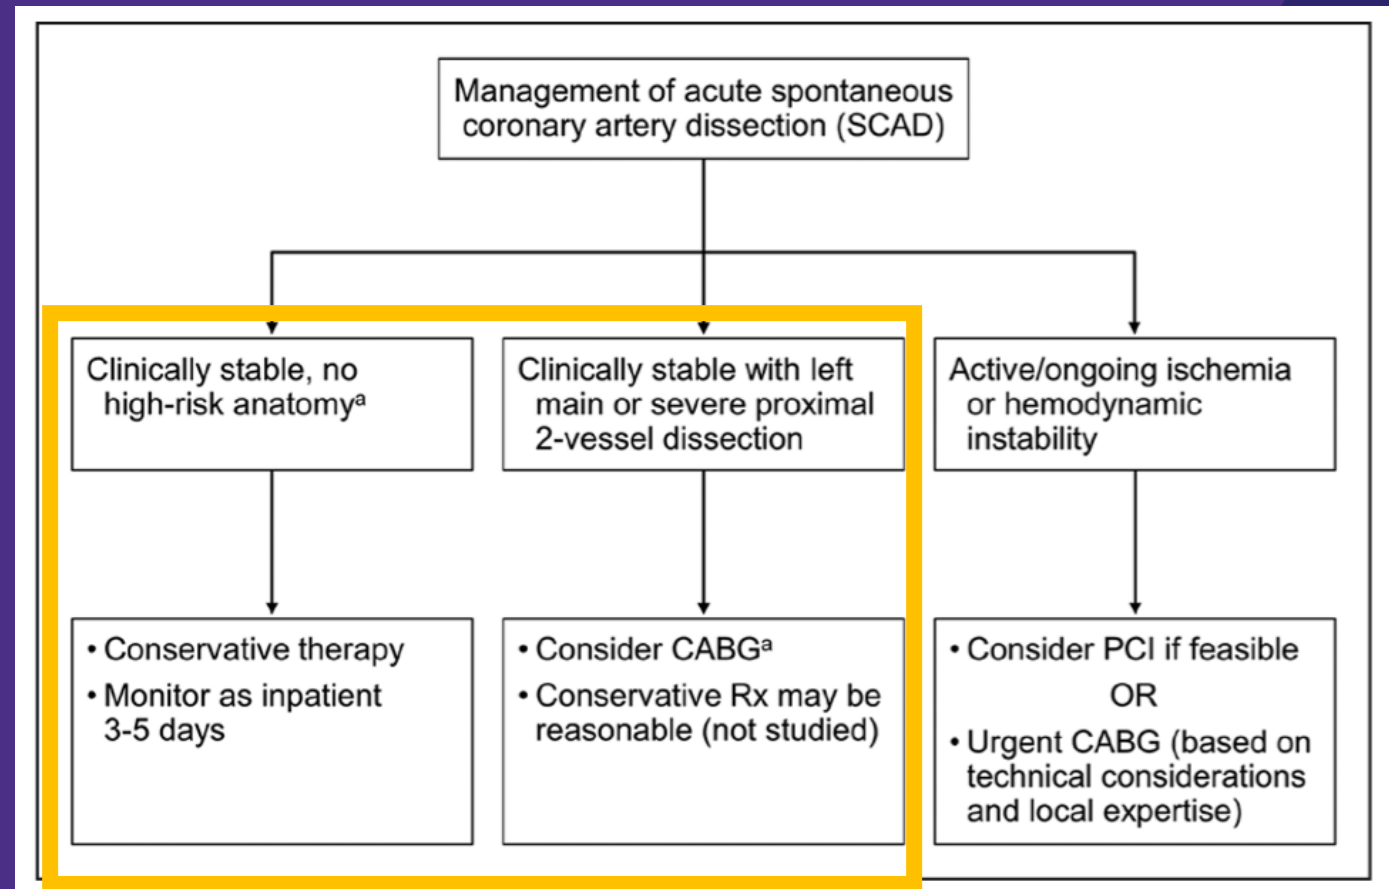 Management of acute spontaneous
coronary artery dissection (SCAD)
Clinically stable, no
high-risk anatomyᵃ
Clinically stable with left
main or severe proximal
2-vessel dissection
Active/ongoing ischemia
or hemodynamic
instability
• Conservative therapy
• Monitor as inpatient
3-5 days
• Consider CABGᵃ
• Conservative Rx may be
reasonable (not studied)
• Consider PCI if feasible
OR
• Urgent CABG (based on
technical considerations
and local expertise)